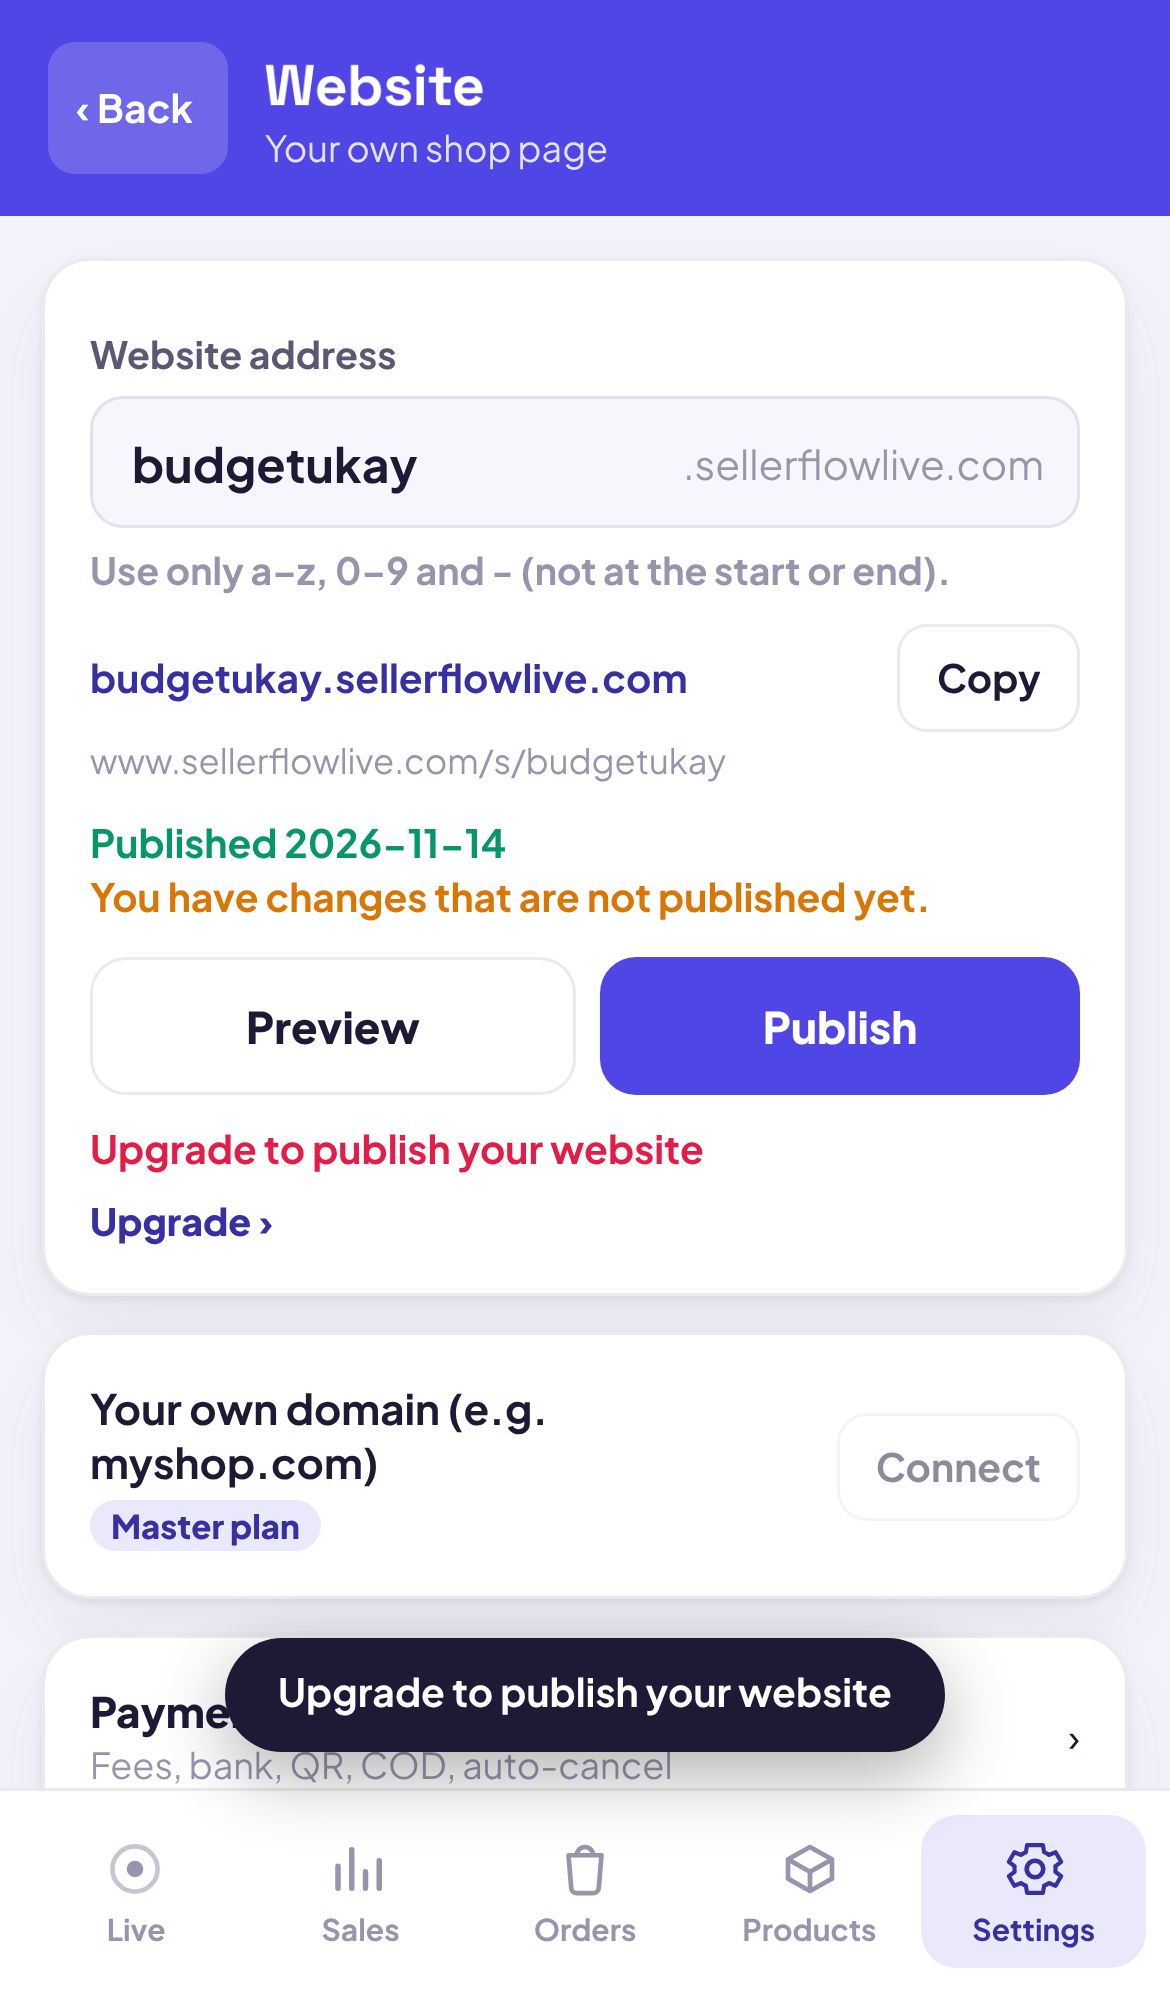 ‹ Back
Website
Your own shop page
Website address
budgetukay
.sellerflowlive.com
Use only a–z, 0–9 and - (not at the start or end).
budgetukay.sellerflowlive.com
Copy
www.sellerflowlive.com/s/budgetukay
Published 2026-11-14
You have changes that are not published yet.
Preview
Publish
Upgrade to publish your website
Upgrade ›
Your own domain (e.g.
myshop.com)
Master plan
Connect
Upgrade to publish your website
›
Fees, bank, QR, COD, auto-cancel
Live
Sales
Orders
Products
Settings